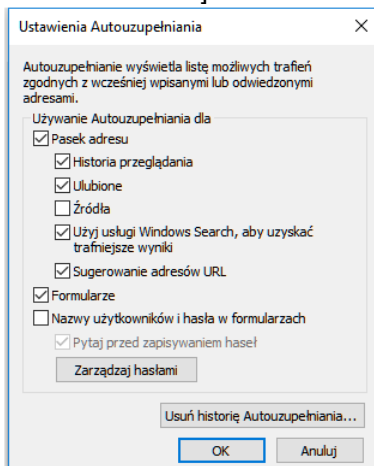 Ustawienia Autouzupełniania
Autouzupełnianie wyświetla listę możliwych trafień
zgodnych z wcześniej wpisanymi lub odwiedzonymi
adresami.
Używanie Autouzupełniania dla
Pasek adresu
Historia przeglądania
Ulubione
Źródła
Użyj usługi Windows Search, aby uzyskać
trafniejsze wyniki
Sugerowanie adresów URL
Formularze
Nazwy użytkowników i hasła w formularzach
Pytaj przed zapisywaniem haseł
Zarządzaj hasłami
Usuń historię Autouzupełniania...
OK Anuluj